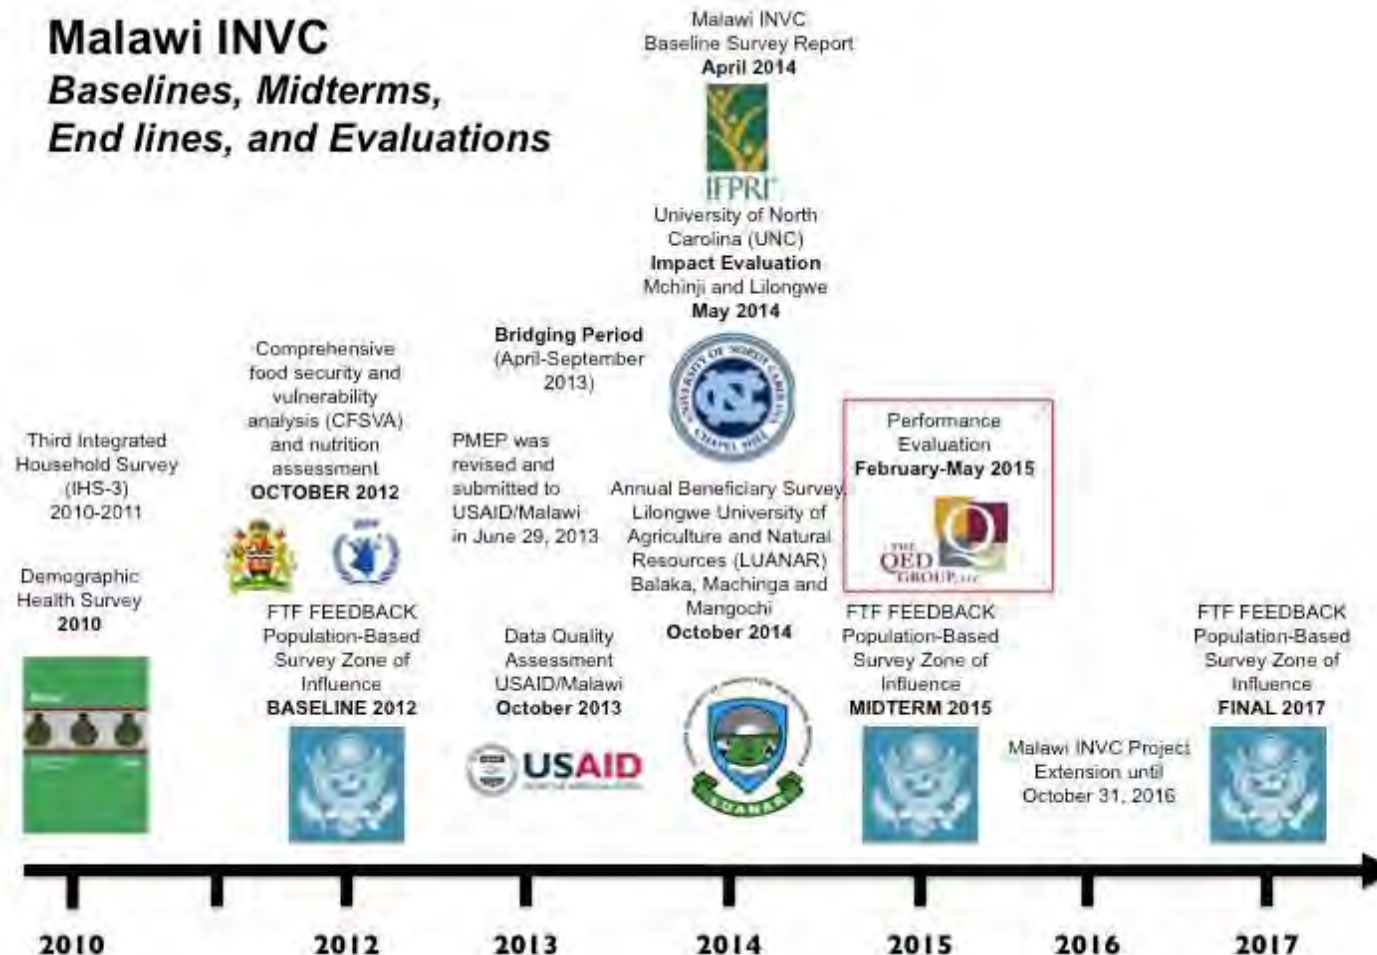 Malawi INVC
Baselines, Midterms,
End lines, and Evaluations
Malawi INVC
Baseline Survey Report
April 2014
IFPRI
University of North
Carolina (UNC)
Impact Evaluation
Mchinji and Lilongwe
May 2014
UNIVERSITY OF NORTH CAROLINA
CHAPEL HILL
Bridging Period
(April-September
2013)
Comprehensive
food security and
vulnerability
analysis (CFSVA)
and nutrition
assessment
OCTOBER 2012
Third Integrated
Household Survey
(IHS-3)
2010-2011
PMEP was
revised and
submitted to
USAID/Malawi
in June 29, 2013
Annual Beneficiary Survey,
Lilongwe University of
Agriculture and Natural
Resources (LUANAR)
Balaka, Machinga and
Mangochi
October 2014
Performance
Evaluation
February-May 2015
THE
QED
GROUP, LLC
Demographic
Health Survey
2010
FTF FEEDBACK
Population-Based
Survey Zone of
Influence
BASELINE 2012
Data Quality
Assessment
USAID/Malawi
October 2013
USAID
LUANAR
FTF FEEDBACK
Population-Based
Survey Zone of
Influence
MIDTERM 2015
Malawi INVC Project
Extension until
October 31, 2016
FTF FEEDBACK
Population-Based
Survey Zone of
Influence
FINAL 2017
2010 2012 2013 2014 2015 2016 2017